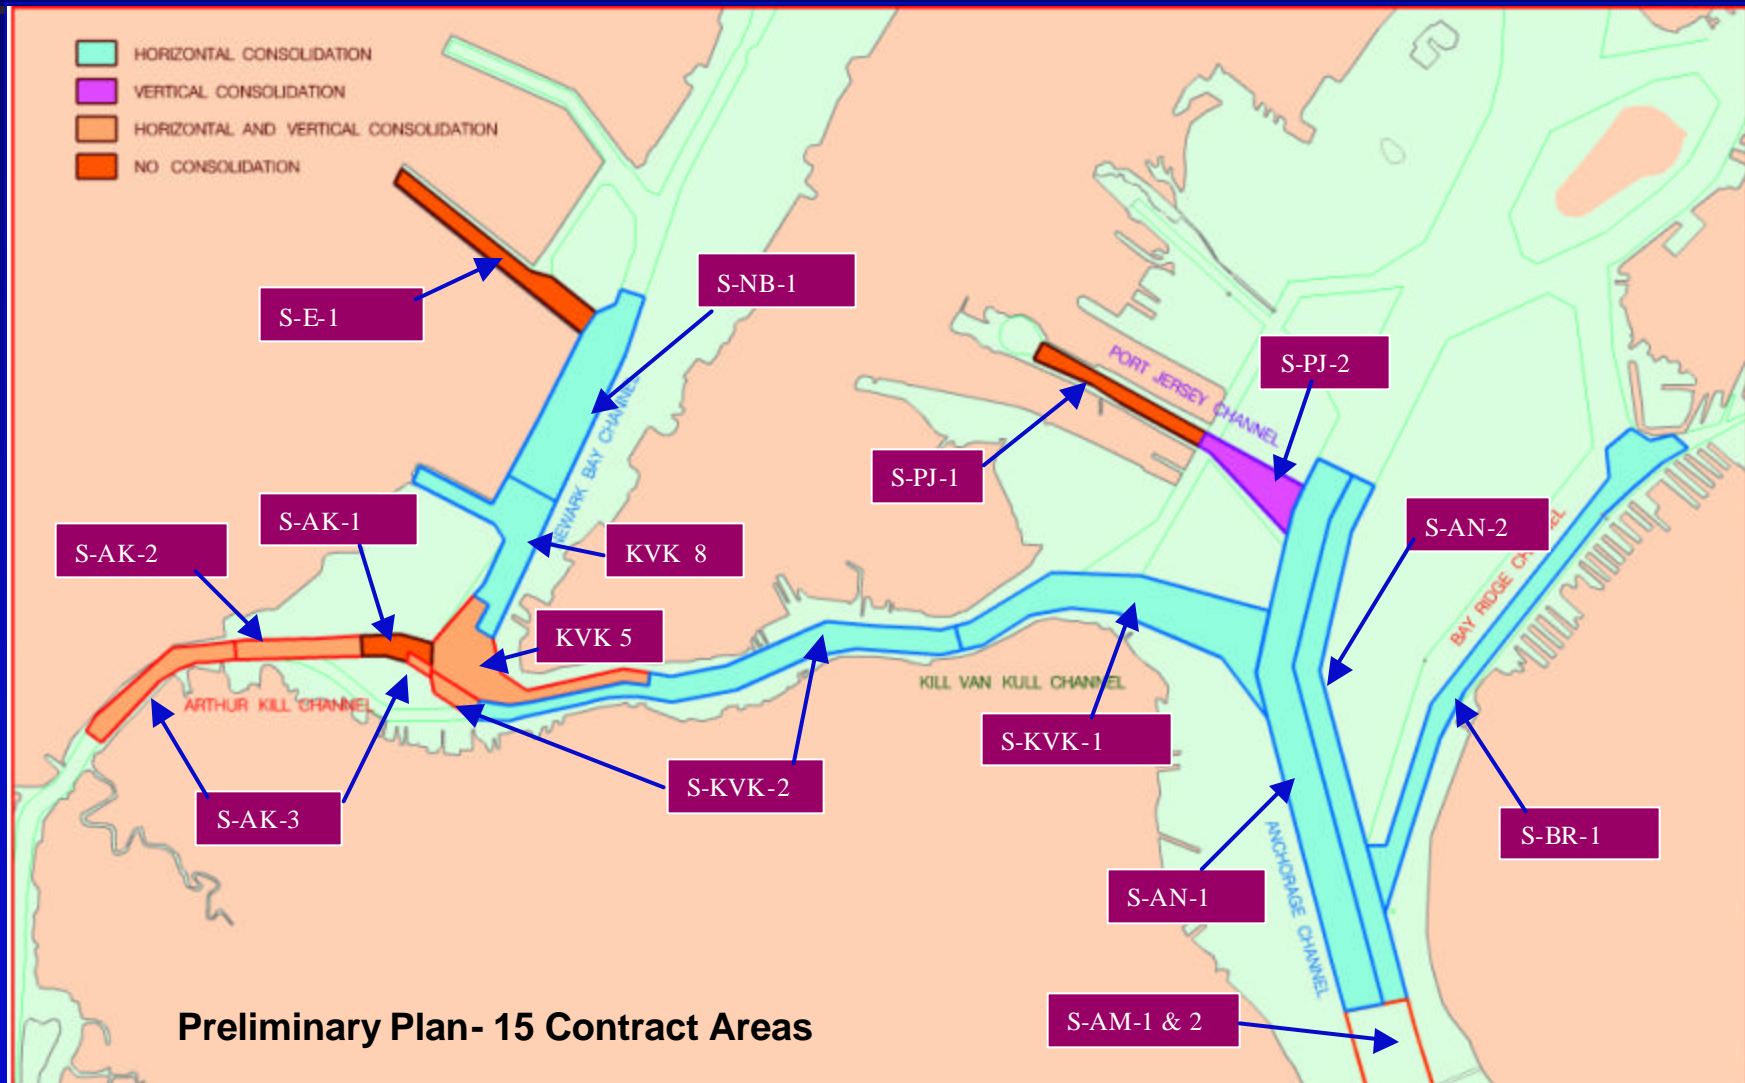 HORIZONTAL CONSOLIDATION
VERTICAL CONSOLIDATION
HORIZONTAL AND VERTICAL CONSOLIDATION
NO CONSOLIDATION
S-E-1
S-NB-1
PORT JERSEY CHANNEL
S-PJ-2
S-PJ-1
NEWARK BAY CHANNEL
S-AK-1
S-AK-2
KVK 8
S-AN-2
BAY RIDGE
KVK 5
ARTHUR KILL CHANNEL
KILL VAN KULL CHANNEL
S-KVK-1
S-KVK-2
S-AK-3
S-BR-1
S-AN-1
ANCHORAGE CHANNEL
Preliminary Plan- 15 Contract Areas
S-AM-1 & 2